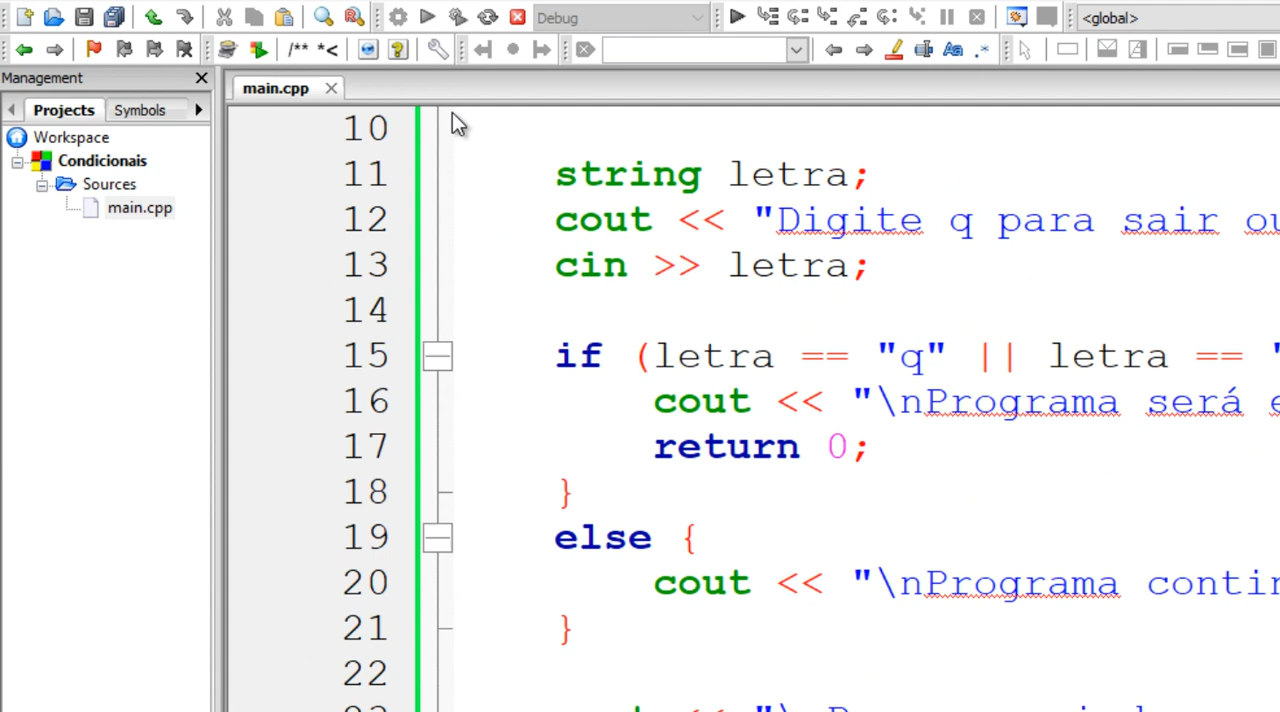 Debug
<global>
/** *<
Aa .*
Management
main.cpp
Projects Symbols
Workspace
Condicionais
Sources
main.cpp
10
11 string letra;
12 cout << "Digite q para sair ou
13 cin >> letra;
14
15 if (letra == "q" || letra == "
16 cout << "\nPrograma será
17 return 0;
18 }
19 else {
20 cout << "\nPrograma contin
21 }
22